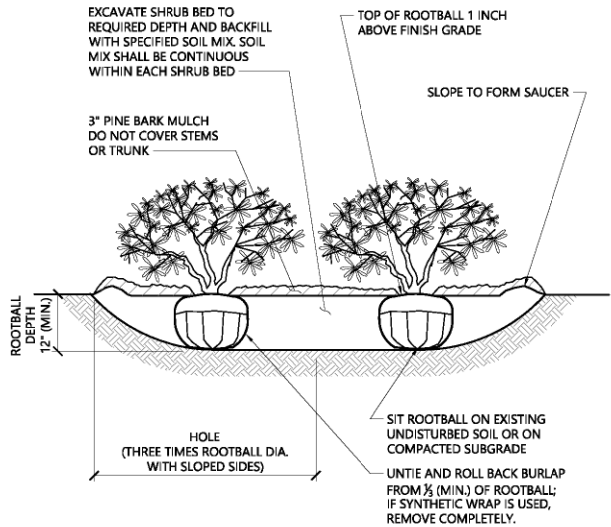 EXCAVATE SHRUB BED TO
REQUIRED DEPTH AND BACKFILL
WITH SPECIFIED SOIL MIX. SOIL
MIX SHALL BE CONTINUOUS
WITHIN EACH SHRUB BED
TOP OF ROOTBALL 1 INCH
ABOVE FINISH GRADE
SLOPE TO FORM SAUCER
3" PINE BARK MULCH
DO NOT COVER STEMS
OR TRUNK
ROOTBALL
DEPTH
12" (MIN.)
HOLE
(THREE TIMES ROOTBALL DIA.
WITH SLOPED SIDES)
SIT ROOTBALL ON EXISTING
UNDISTURBED SOIL OR ON
COMPACTED SUBGRADE
UNTIE AND ROLL BACK BURLAP
FROM ⅓ (MIN.) OF ROOTBALL;
IF SYNTHETIC WRAP IS USED,
REMOVE COMPLETELY.